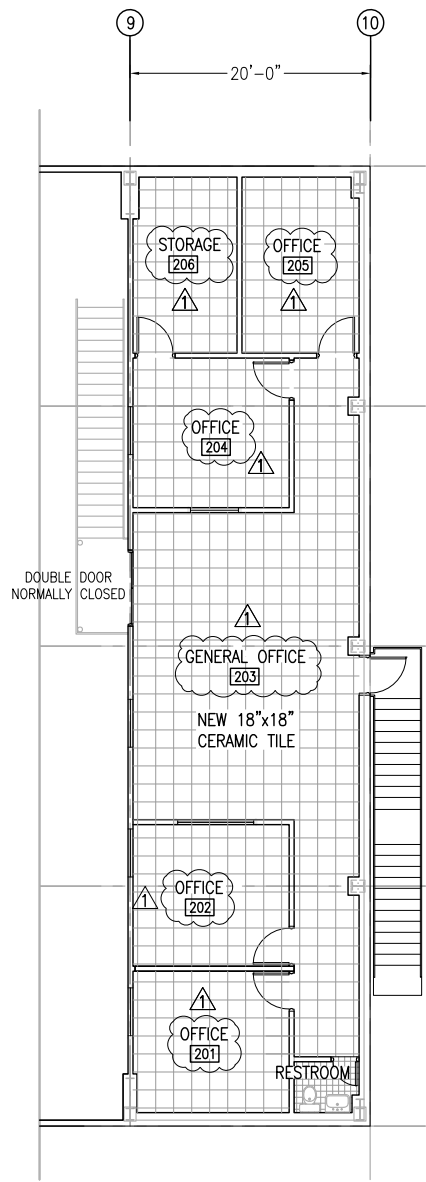 9
10
20'-0"
STORAGE
206
1
OFFICE
205
1
OFFICE
204
1
DOUBLE DOOR
NORMALLY CLOSED
1
GENERAL OFFICE
203
NEW 18"x18"
CERAMIC TILE
OFFICE
202
1
1
OFFICE
201
RESTROOM